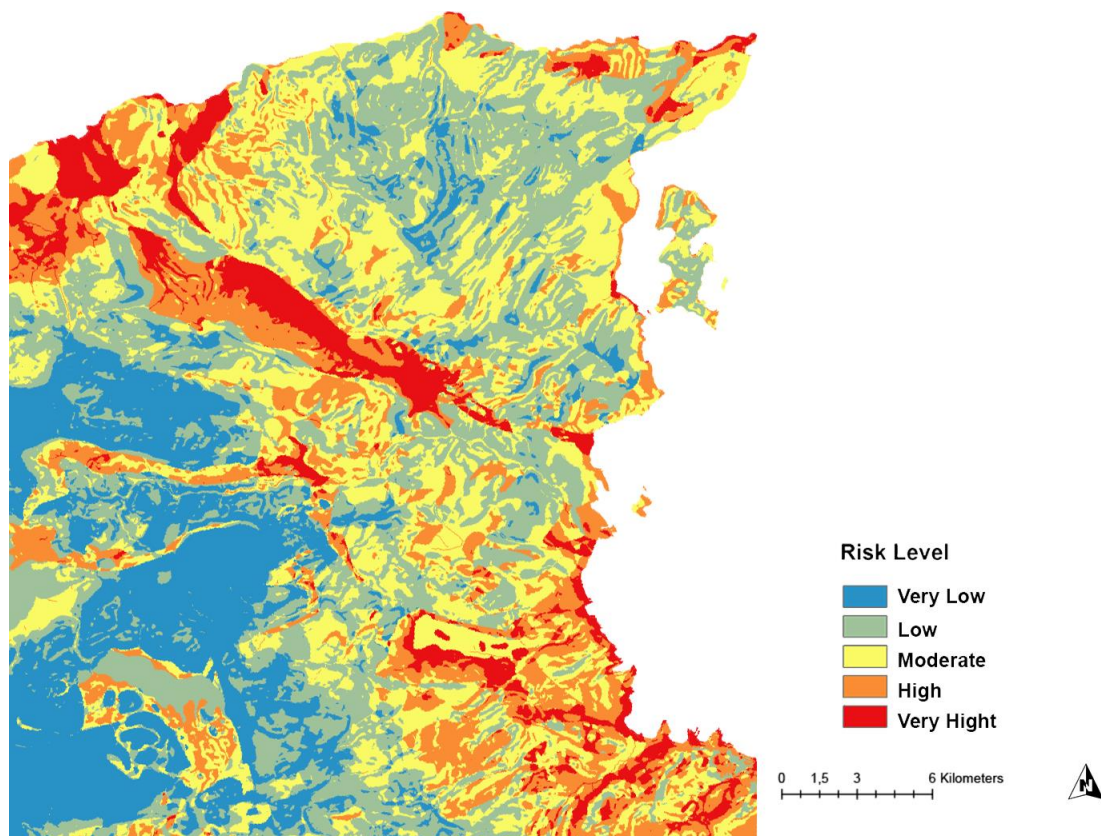 Risk Level
Very Low
Low
Moderate
High
Very Hight
0 1,5 3 6 Kilometers
N